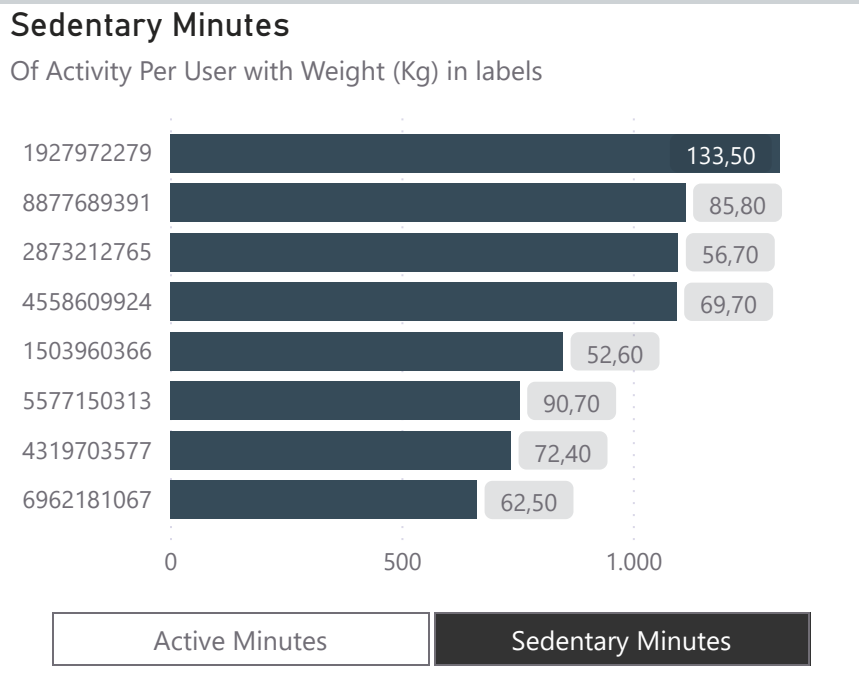 Sedentary Minutes
Of Activity Per User with Weight (Kg) in labels
1927972279 133,50
8877689391 85,80
2873212765 56,70
4558609924 69,70
1503960366 52,60
5577150313 90,70
4319703577 72,40
6962181067 62,50
0 500 1.000
Active Minutes Sedentary Minutes